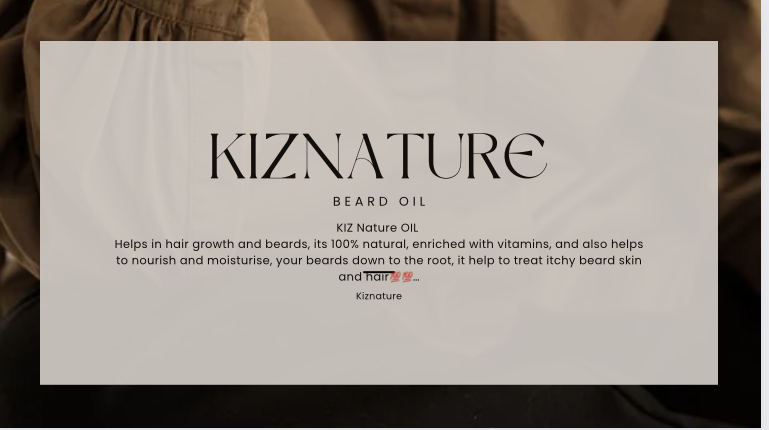 KIZNATURE
BEARD OIL
KIZ Nature OIL
Helps in hair growth and beards, its 100% natural, enriched with vitamins, and also helps
to nourish and moisturise, your beards down to the root, it help to treat itchy beard skin
and hair💯💯...
Kiznature